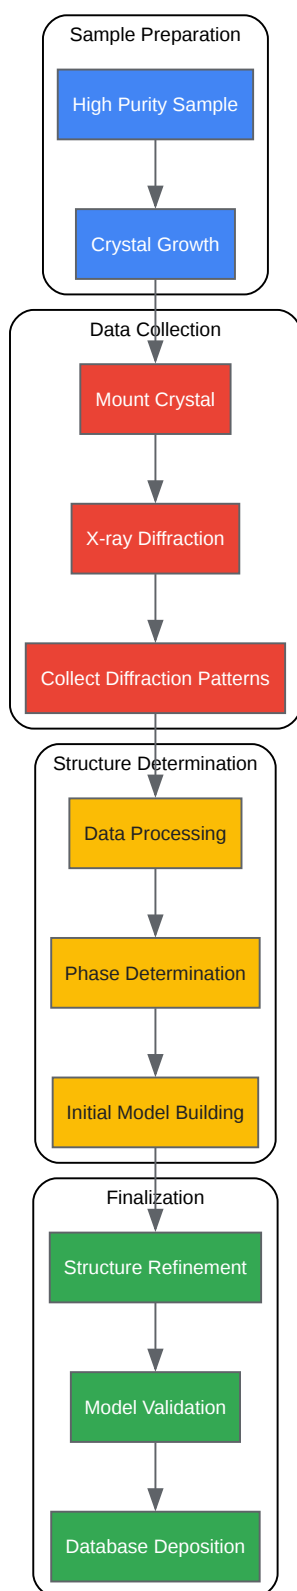 Sample Preparation
High Purity Sample
Crystal Growth
Data Collection
Mount Crystal
X-ray Diffraction
Collect Diffraction Patterns
Structure Determination
Data Processing
Phase Determination
Initial Model Building
Finalization
Structure Refinement
Model Validation
Database Deposition